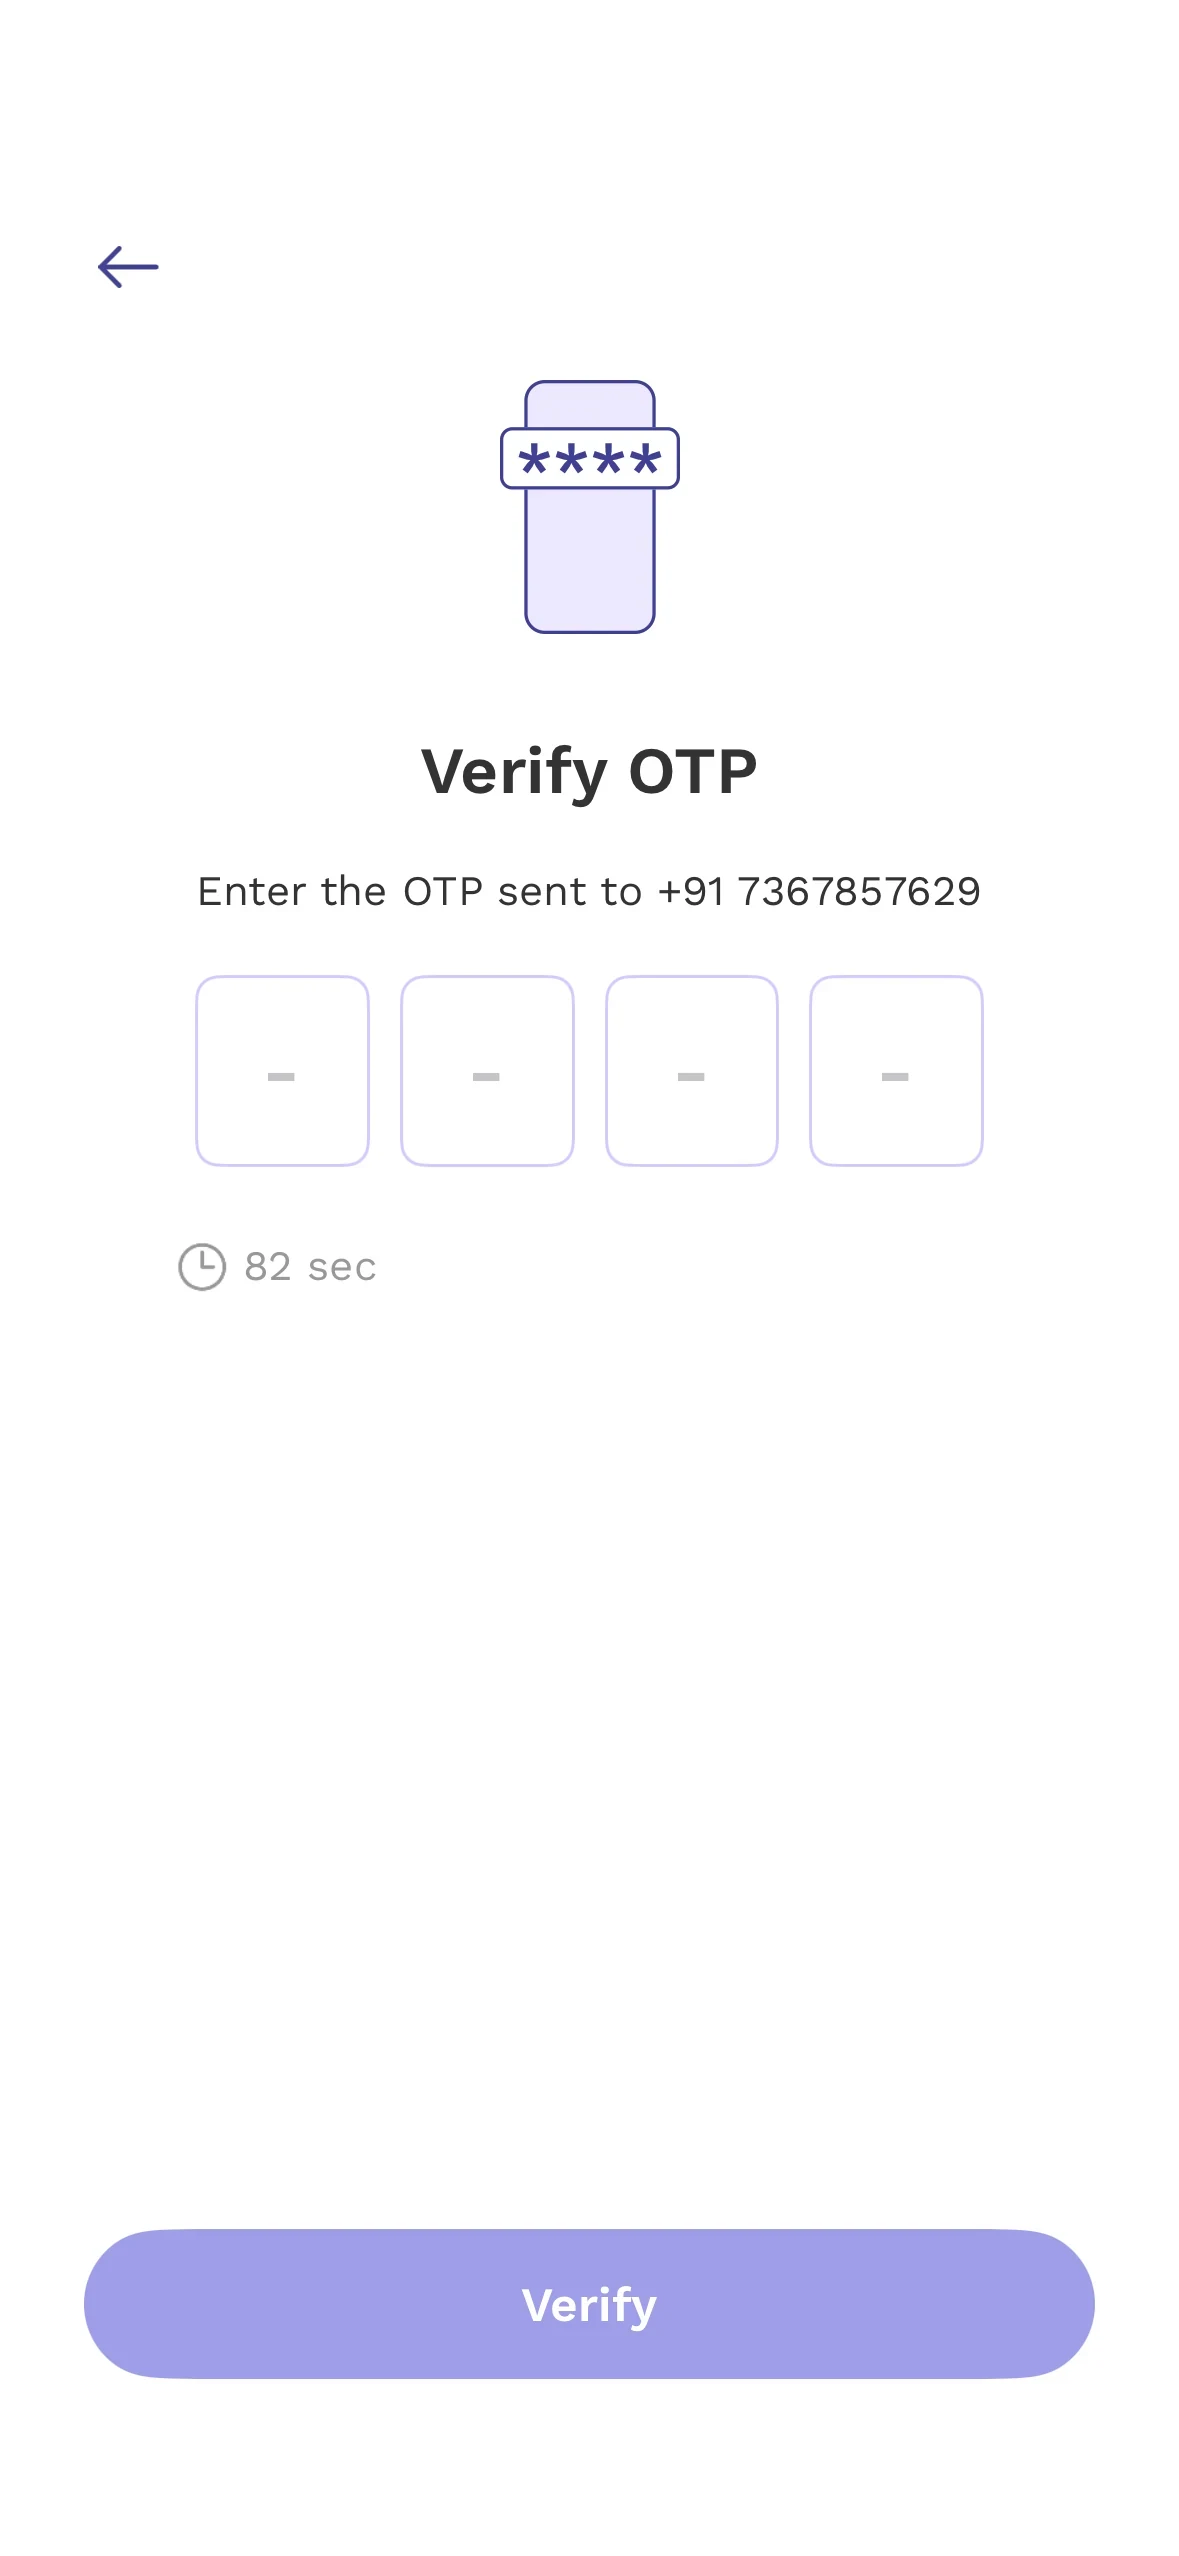 ****
Verify OTP
Enter the OTP sent to +91 7367857629
- - - -
82 sec
Verify